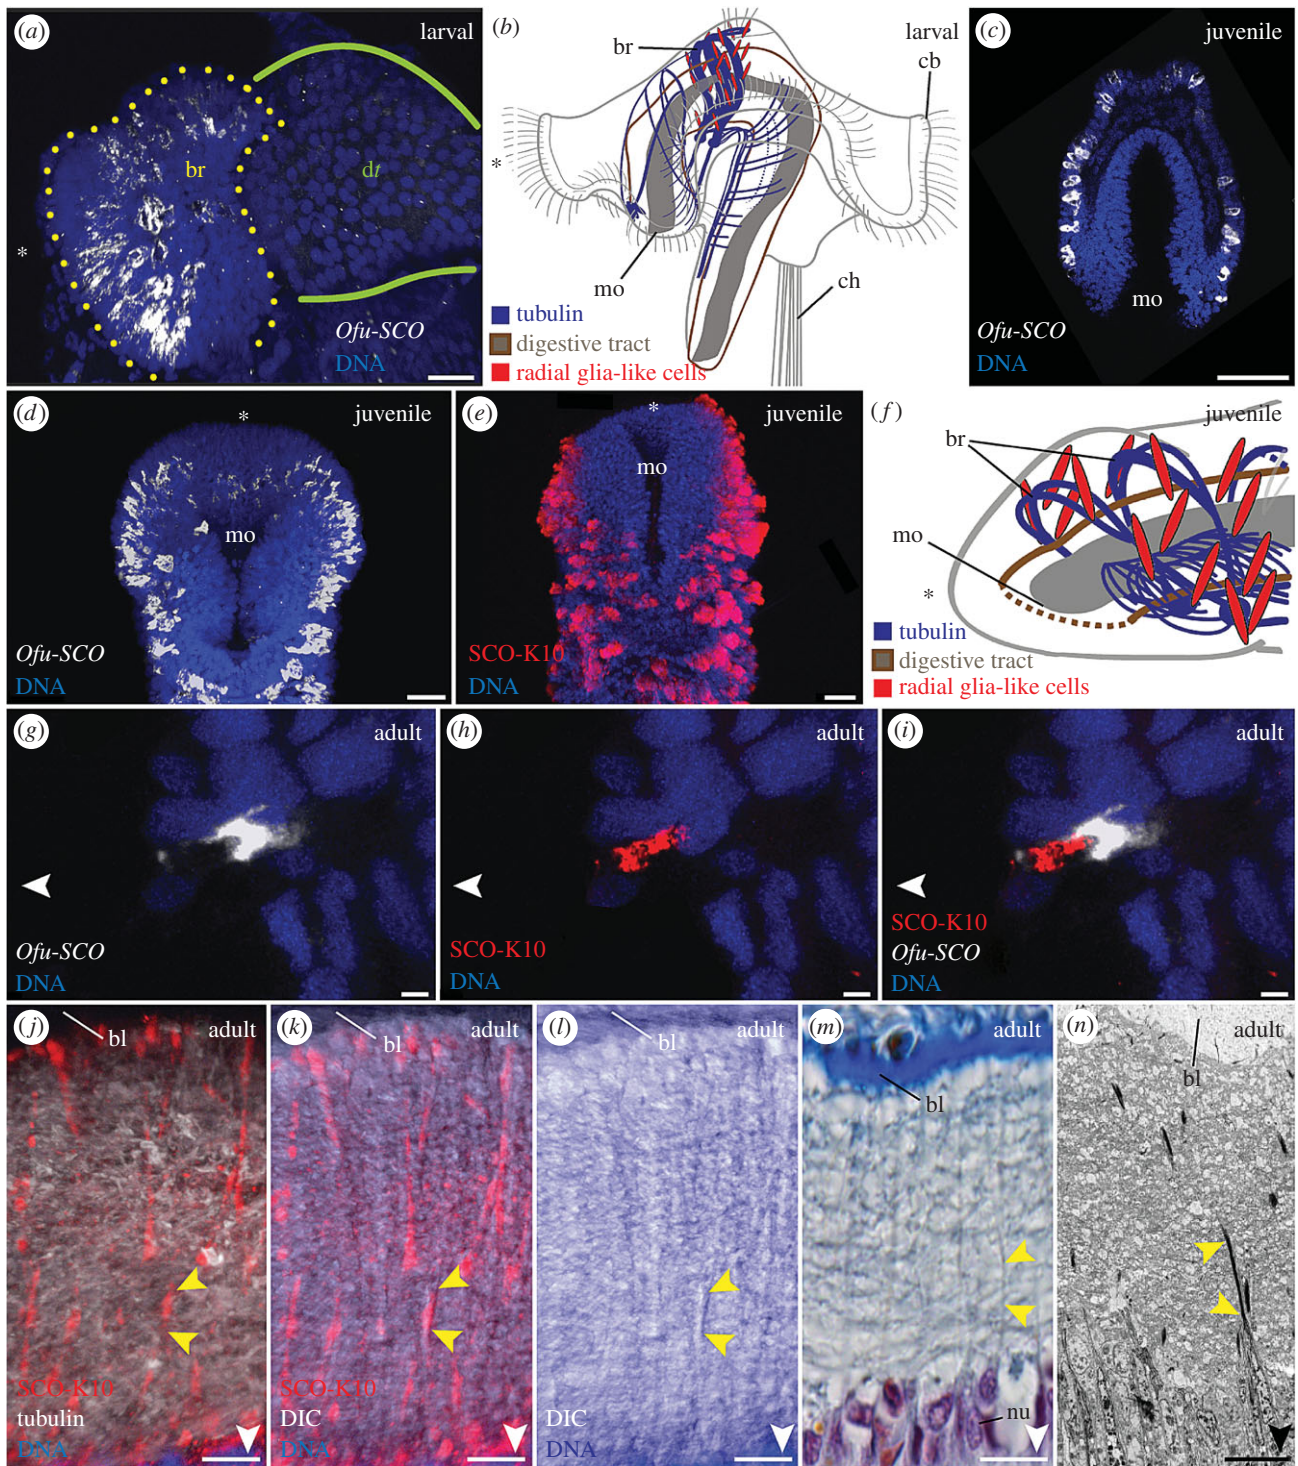 (a)
larval
br
dt
*
Ofu-SCO
DNA
(b)
larval
br
cb
*
mo
ch
tubulin
digestive tract
radial glia-like cells
(c)
juvenile
mo
Ofu-SCO
DNA
(d)
*
juvenile
mo
Ofu-SCO
DNA
(e)
*
juvenile
mo
SCO-K10
DNA
(f)
juvenile
br
mo
*
tubulin
digestive tract
radial glia-like cells
(g)
adult
Ofu-SCO
DNA
(h)
adult
SCO-K10
DNA
(i)
adult
SCO-K10
Ofu-SCO
DNA
(j)
bl
adult
SCO-K10
tubulin
DNA
(k)
bl
adult
SCO-K10
DIC
DNA
(l)
bl
adult
DIC
DNA
(m)
adult
bl
nu
(n)
adult
bl